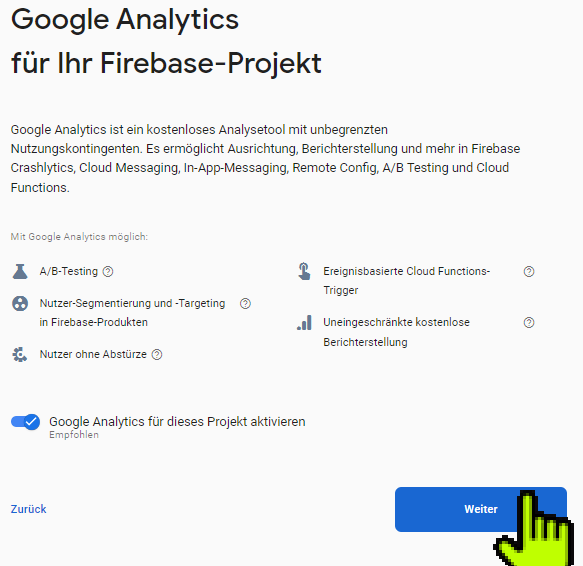 Google Analytics
für Ihr Firebase-Projekt
Google Analytics ist ein kostenloses Analysetool mit unbegrenzten
Nutzungskontingenten. Es ermöglicht Ausrichtung, Berichterstellung und mehr in Firebase
Crashlytics, Cloud Messaging, In-App-Messaging, Remote Config, A/B Testing und Cloud
Functions.
Mit Google Analytics möglich:
A/B-Testing
Nutzer-Segmentierung und -Targeting
in Firebase-Produkten
Nutzer ohne Abstürze
Ereignisbasierte Cloud Functions-
Trigger
Uneingeschränkte kostenlose
Berichterstellung
Google Analytics für dieses Projekt aktivieren
Empfohlen
Zurück
Weiter